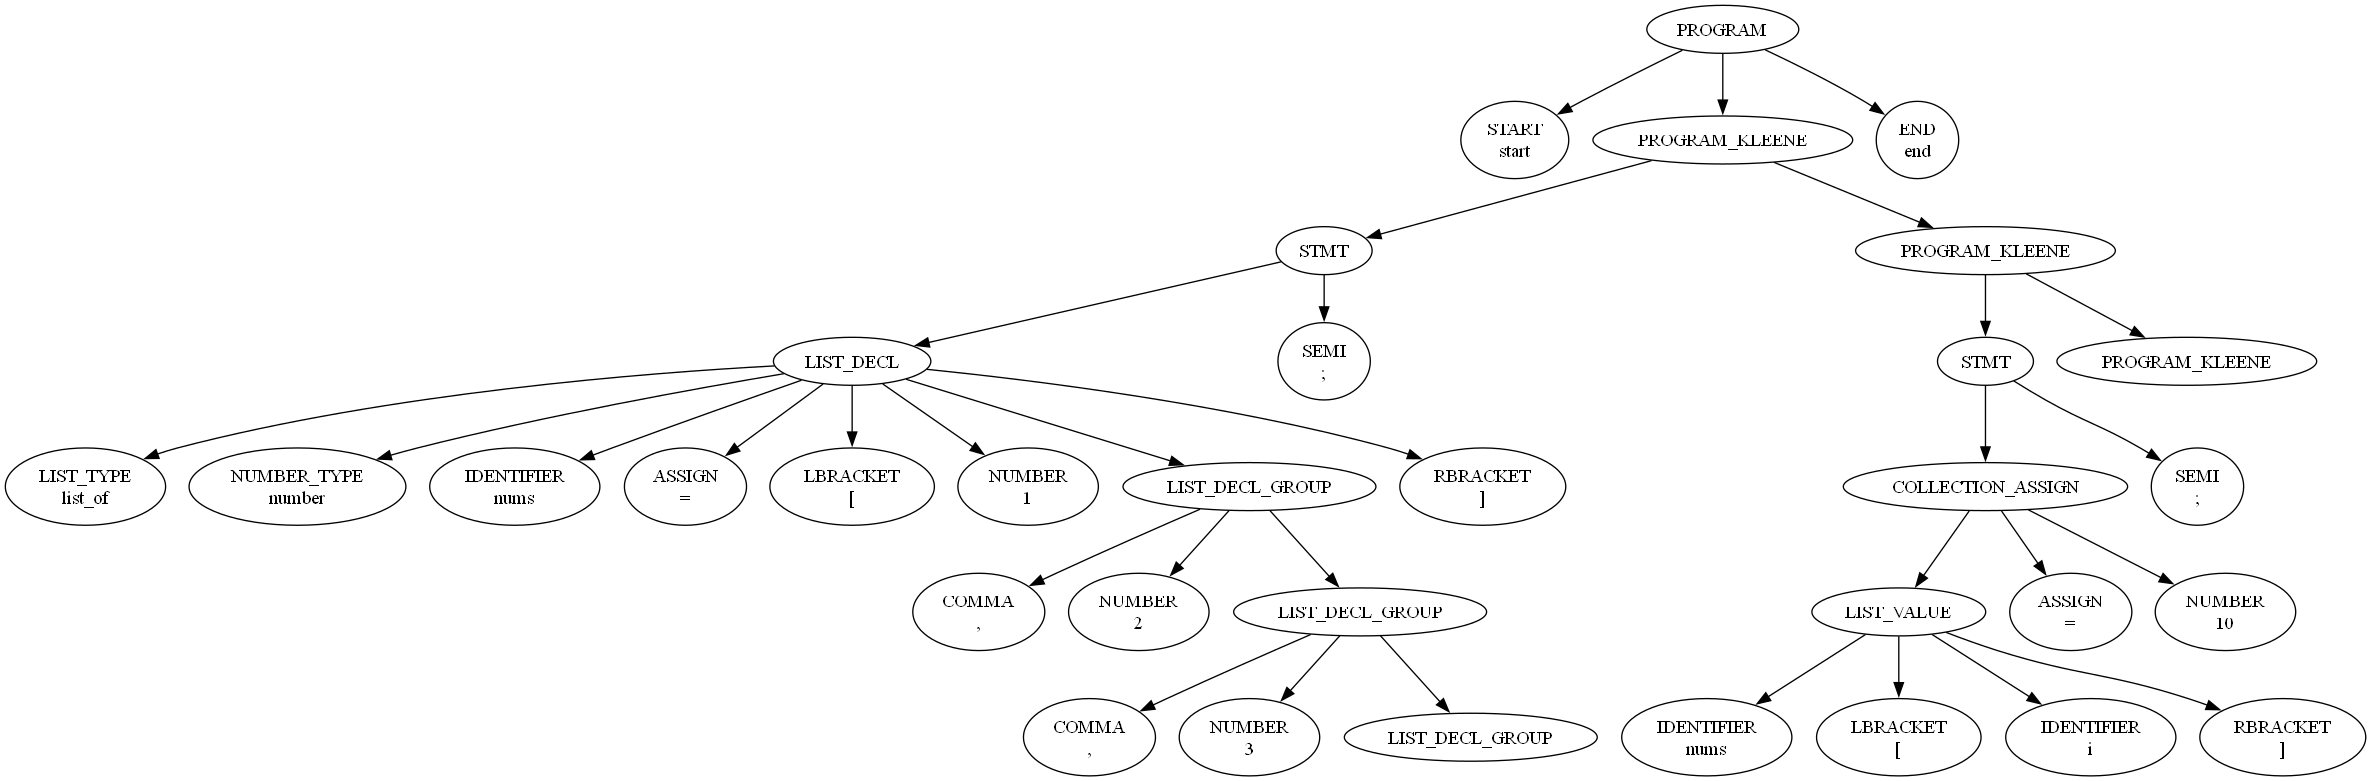 PROGRAM
START
start
PROGRAM_KLEENE
END
end
STMT
PROGRAM_KLEENE
LIST_DECL
SEMI
;
STMT
PROGRAM_KLEENE
LIST_TYPE
list_of
NUMBER_TYPE
number
IDENTIFIER
nums
ASSIGN
=
LBRACKET
[
NUMBER
1
LIST_DECL_GROUP
RBRACKET
]
COLLECTION_ASSIGN
SEMI
;
COMMA
,
NUMBER
2
LIST_DECL_GROUP
LIST_VALUE
ASSIGN
=
NUMBER
10
COMMA
,
NUMBER
3
LIST_DECL_GROUP
IDENTIFIER
nums
LBRACKET
[
IDENTIFIER
i
RBRACKET
]